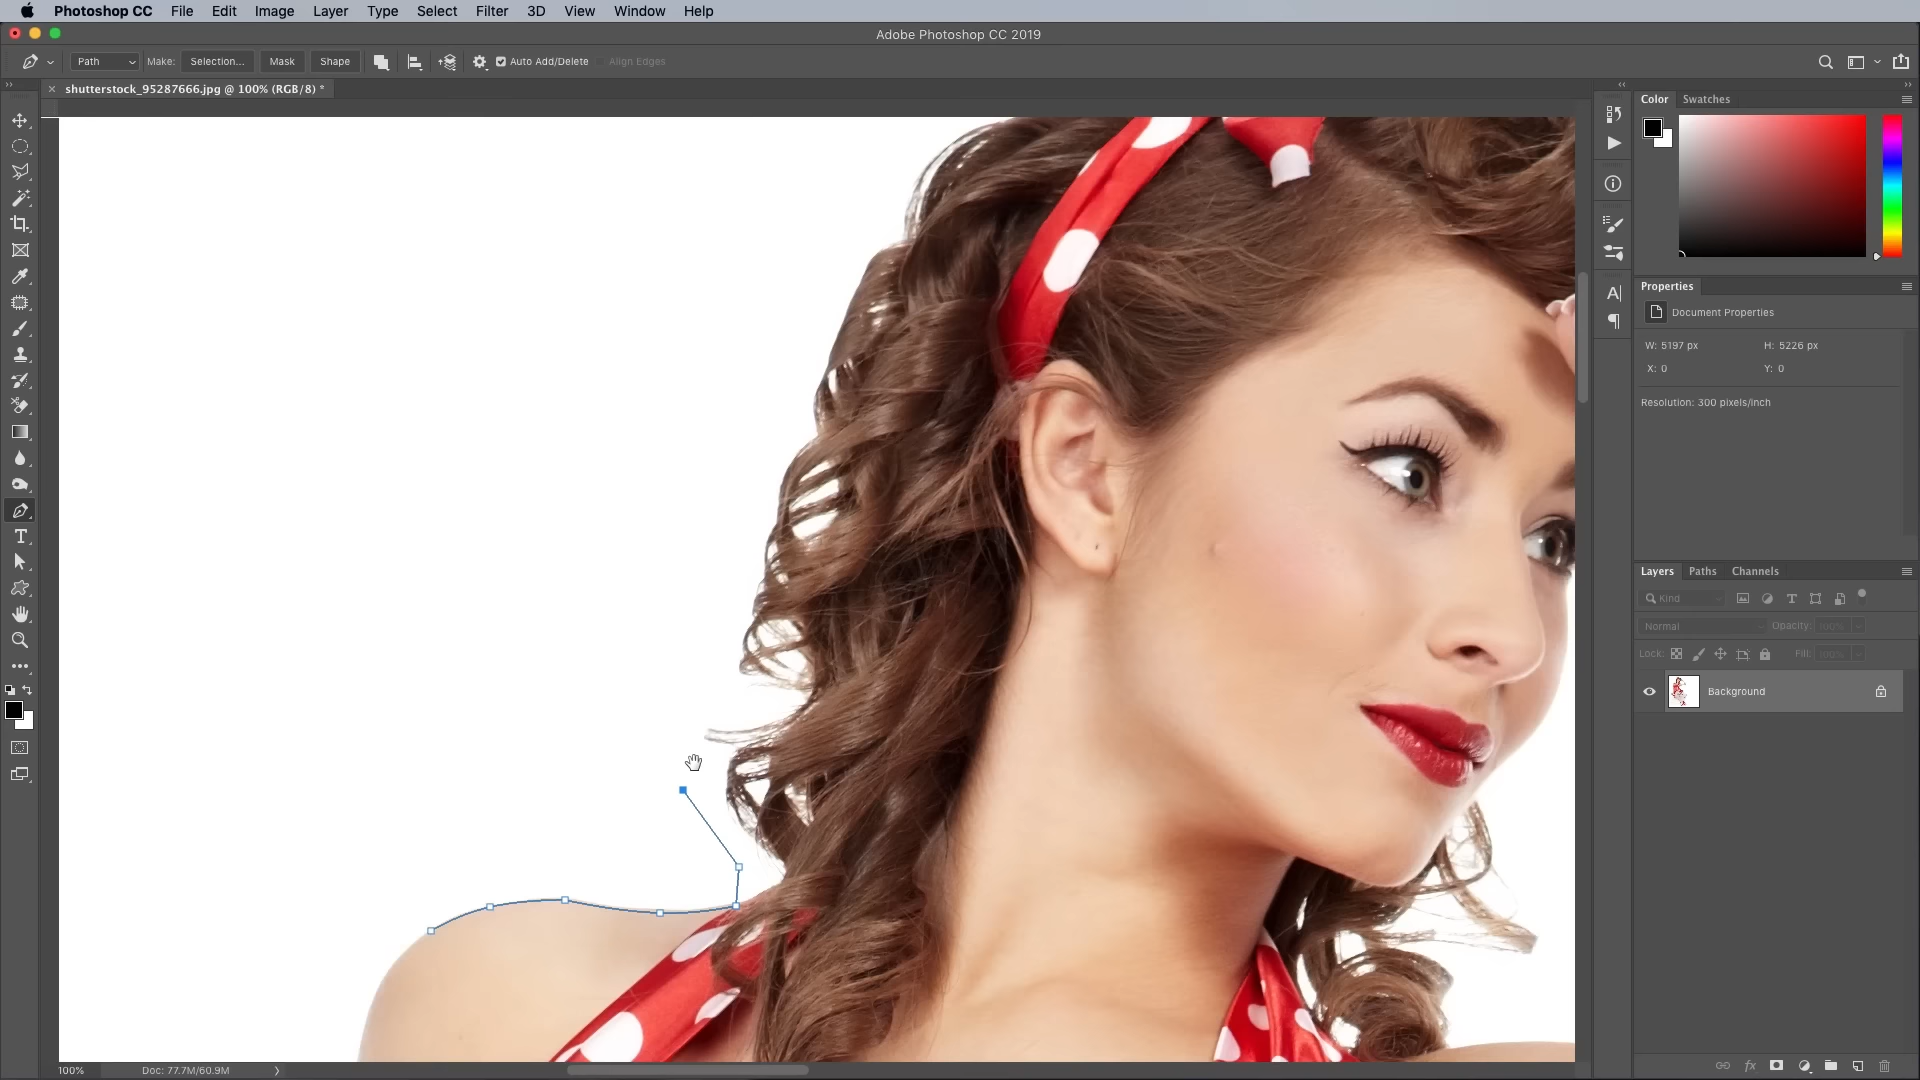 Photoshop CC File Edit Image Layer Type Select Filter 3D View Window Help
Adobe Photoshop CC 2019
Path Make: Selection... Mask Shape Auto Add/Delete Align Edges
shutterstock_95287666.jpg @ 100% (RGB/8) *
Color Swatches
Properties
Document Properties
W: 5197 px H: 5226 px
X: 0 Y: 0
Resolution: 300 pixels/inch
Layers Paths Channels
Kind
Normal Opacity: 100%
Lock: Fill: 100%
Background
100% Doc: 77.7M/60.9M